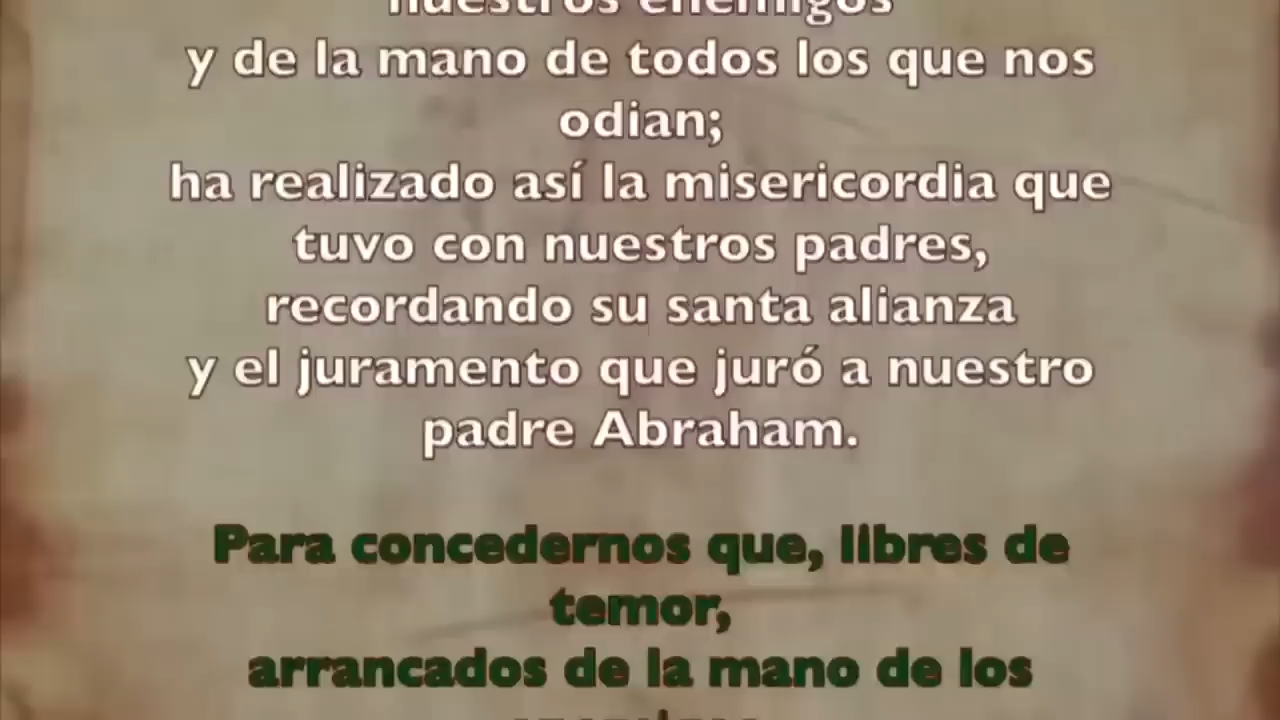 nuestros enemigos
y de la mano de todos los que nos
odian;
ha realizado así la misericordia que
tuvo con nuestros padres,
recordando su santa alianza
y el juramento que juró a nuestro
padre Abraham.
Para concedernos que, libres de
temor,
arrancados de la mano de los